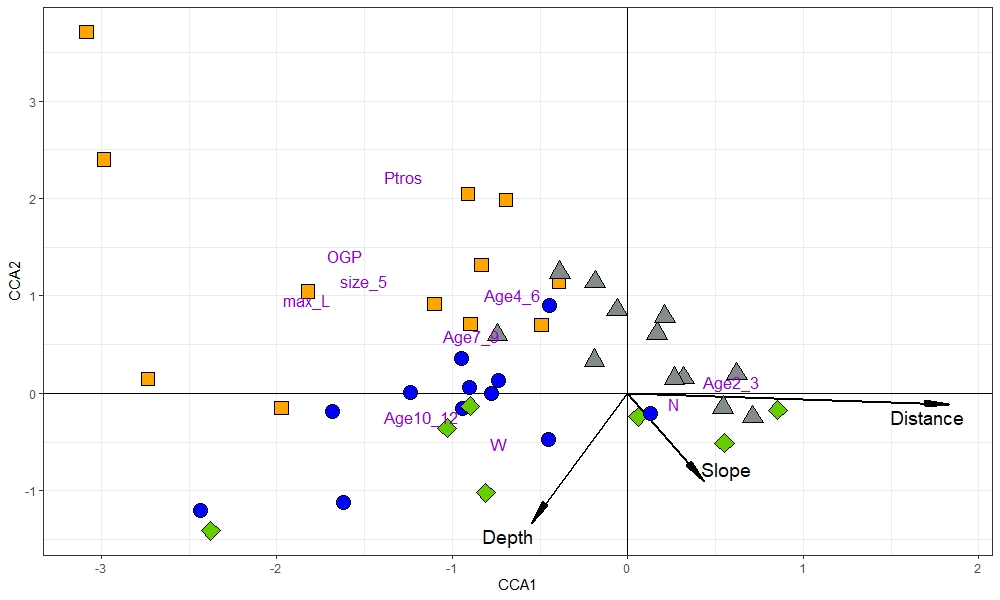 3
2
1
0
-1
CCA2
Ptros
OGP
size_5
max_L
Age4_6
Age7_9
Age2_3
N
Age10_12
W
Distance
Slope
Depth
-3
-2
-1
0
1
2
CCA1